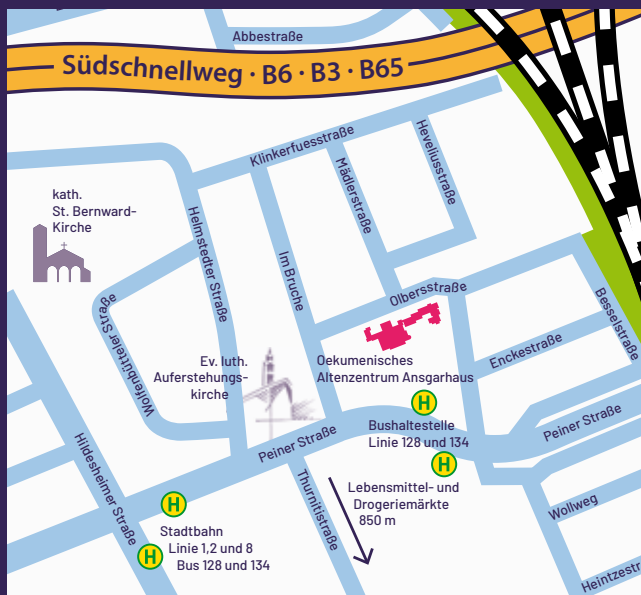 Abbestraße
Südschnellweg · B6 · B3 · B65
Klinkerfuesstraße
Heveliusstraße
Mädlerstraße
kath.
St. Bernward-
Kirche
Helmstedter Straße
Im Bruche
Olbersstraße
Besselstraße
Wolfenbütteler Straße
Enckestraße
Ev. luth.
Auferstehungs-
kirche
Oekumenisches
Altenzentrum Ansgarhaus
H
Bushaltestelle
Linie 128 und 134
H
Peiner Straße
Peiner Straße
Hildesheimer Straße
Thurnitistraße
Lebensmittel- und
Drogeriemärkte
850 m
Wollweg
H
Stadtbahn
Linie 1,2 und 8
Bus 128 und 134
H
Heintzestr